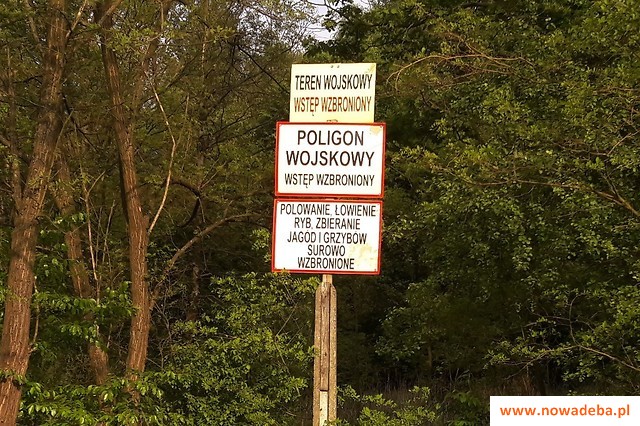 TEREN WOJSKOWY
WSTĘP WZBRONIONY
POLIGON
WOJSKOWY
WSTĘP WZBRONIONY
POLOWANIE, ŁOWIENIE
RYB, ZBIERANIE
JAGÓD I GRZYBÓW
SUROWO
WZBRONIONE
www.nowadeba.pl